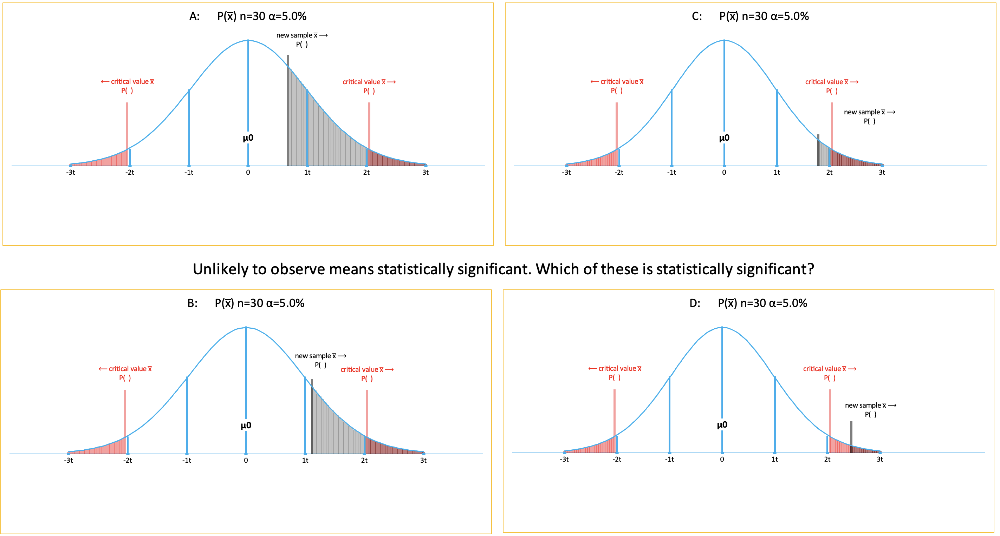 A: P(x̅) n=30 α=5.0%
new sample x̅ →
P( )
← critical value x̅
P( )
critical value x̅ →
P( )
μ0
-3t -2t -1t 0 1t 2t 3t
C: P(x̅) n=30 α=5.0%
← critical value x̅
P( )
critical value x̅ →
P( )
new sample x̅ →
P( )
μ0
-3t -2t -1t 0 1t 2t 3t
Unlikely to observe means statistically significant. Which of these is statistically significant?
B: P(x̅) n=30 α=5.0%
new sample x̅ →
P( )
← critical value x̅
P( )
critical value x̅ →
P( )
μ0
-3t -2t -1t 0 1t 2t 3t
D: P(x̅) n=30 α=5.0%
← critical value x̅
P( )
critical value x̅ →
P( )
new sample x̅ →
P( )
μ0
-3t -2t -1t 0 1t 2t 3t